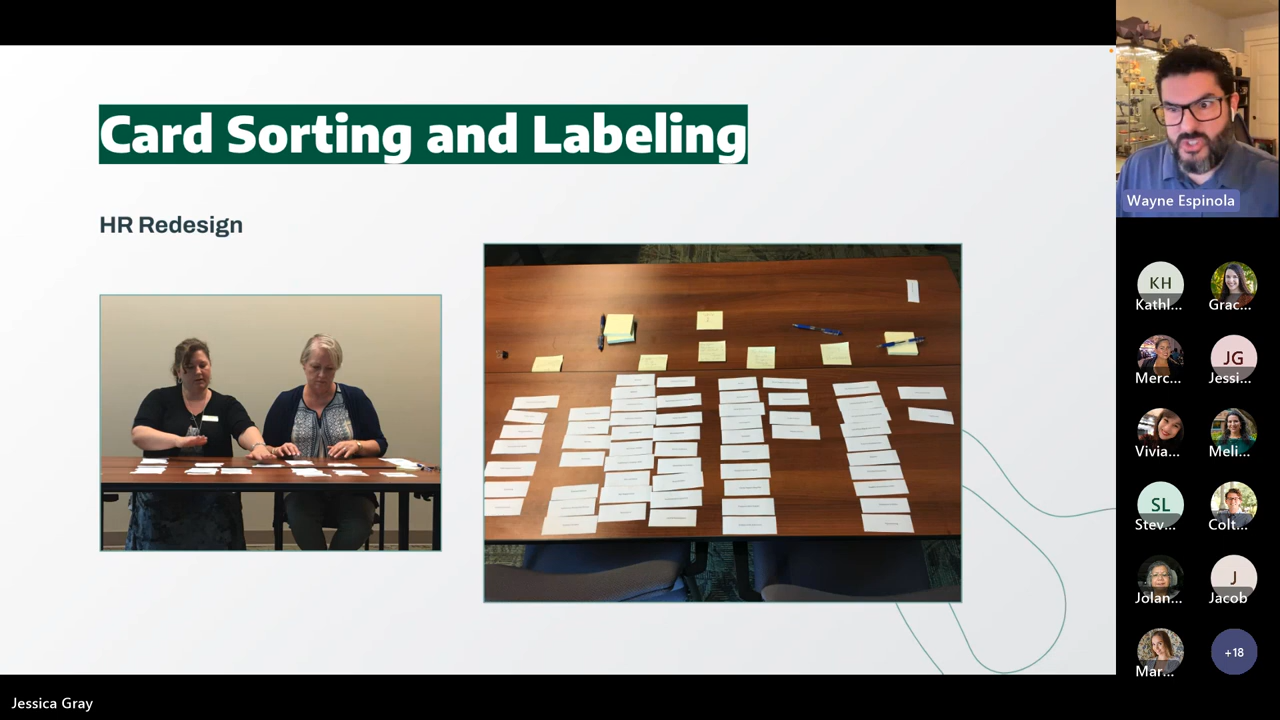 Card Sorting and Labeling
HR Redesign
Wayne Espinola
KH
Kathl...
Grac...
Merc...
JG
Jessi...
Vivia...
Meli...
SL
Stev...
Colt...
Jolan...
J
Jacob
Mar...
+18
Jessica Gray